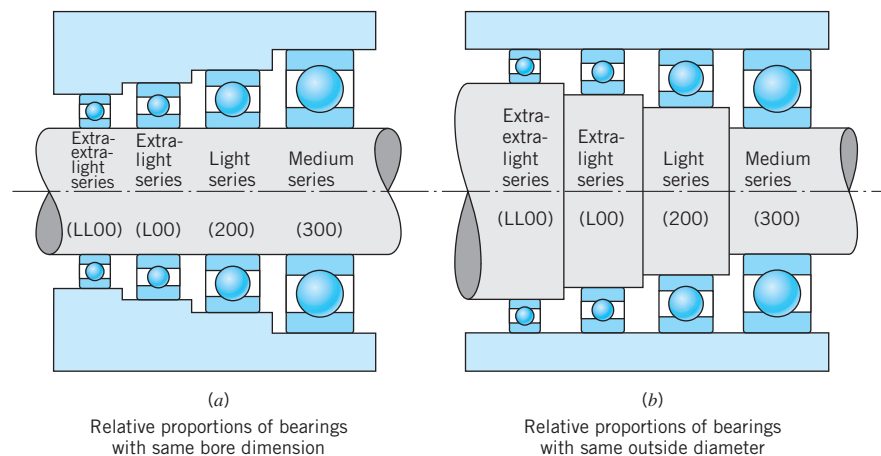 Extra-
extra-
light
series
(LL00)
Extra-
light
series
(L00)
Light
series
(200)
Medium
series
(300)
Extra-
extra-
light
series
(LL00)
Extra-
light
series
(L00)
Light
series
(200)
Medium
series
(300)
(a)
Relative proportions of bearings
with same bore dimension
(b)
Relative proportions of bearings
with same outside diameter